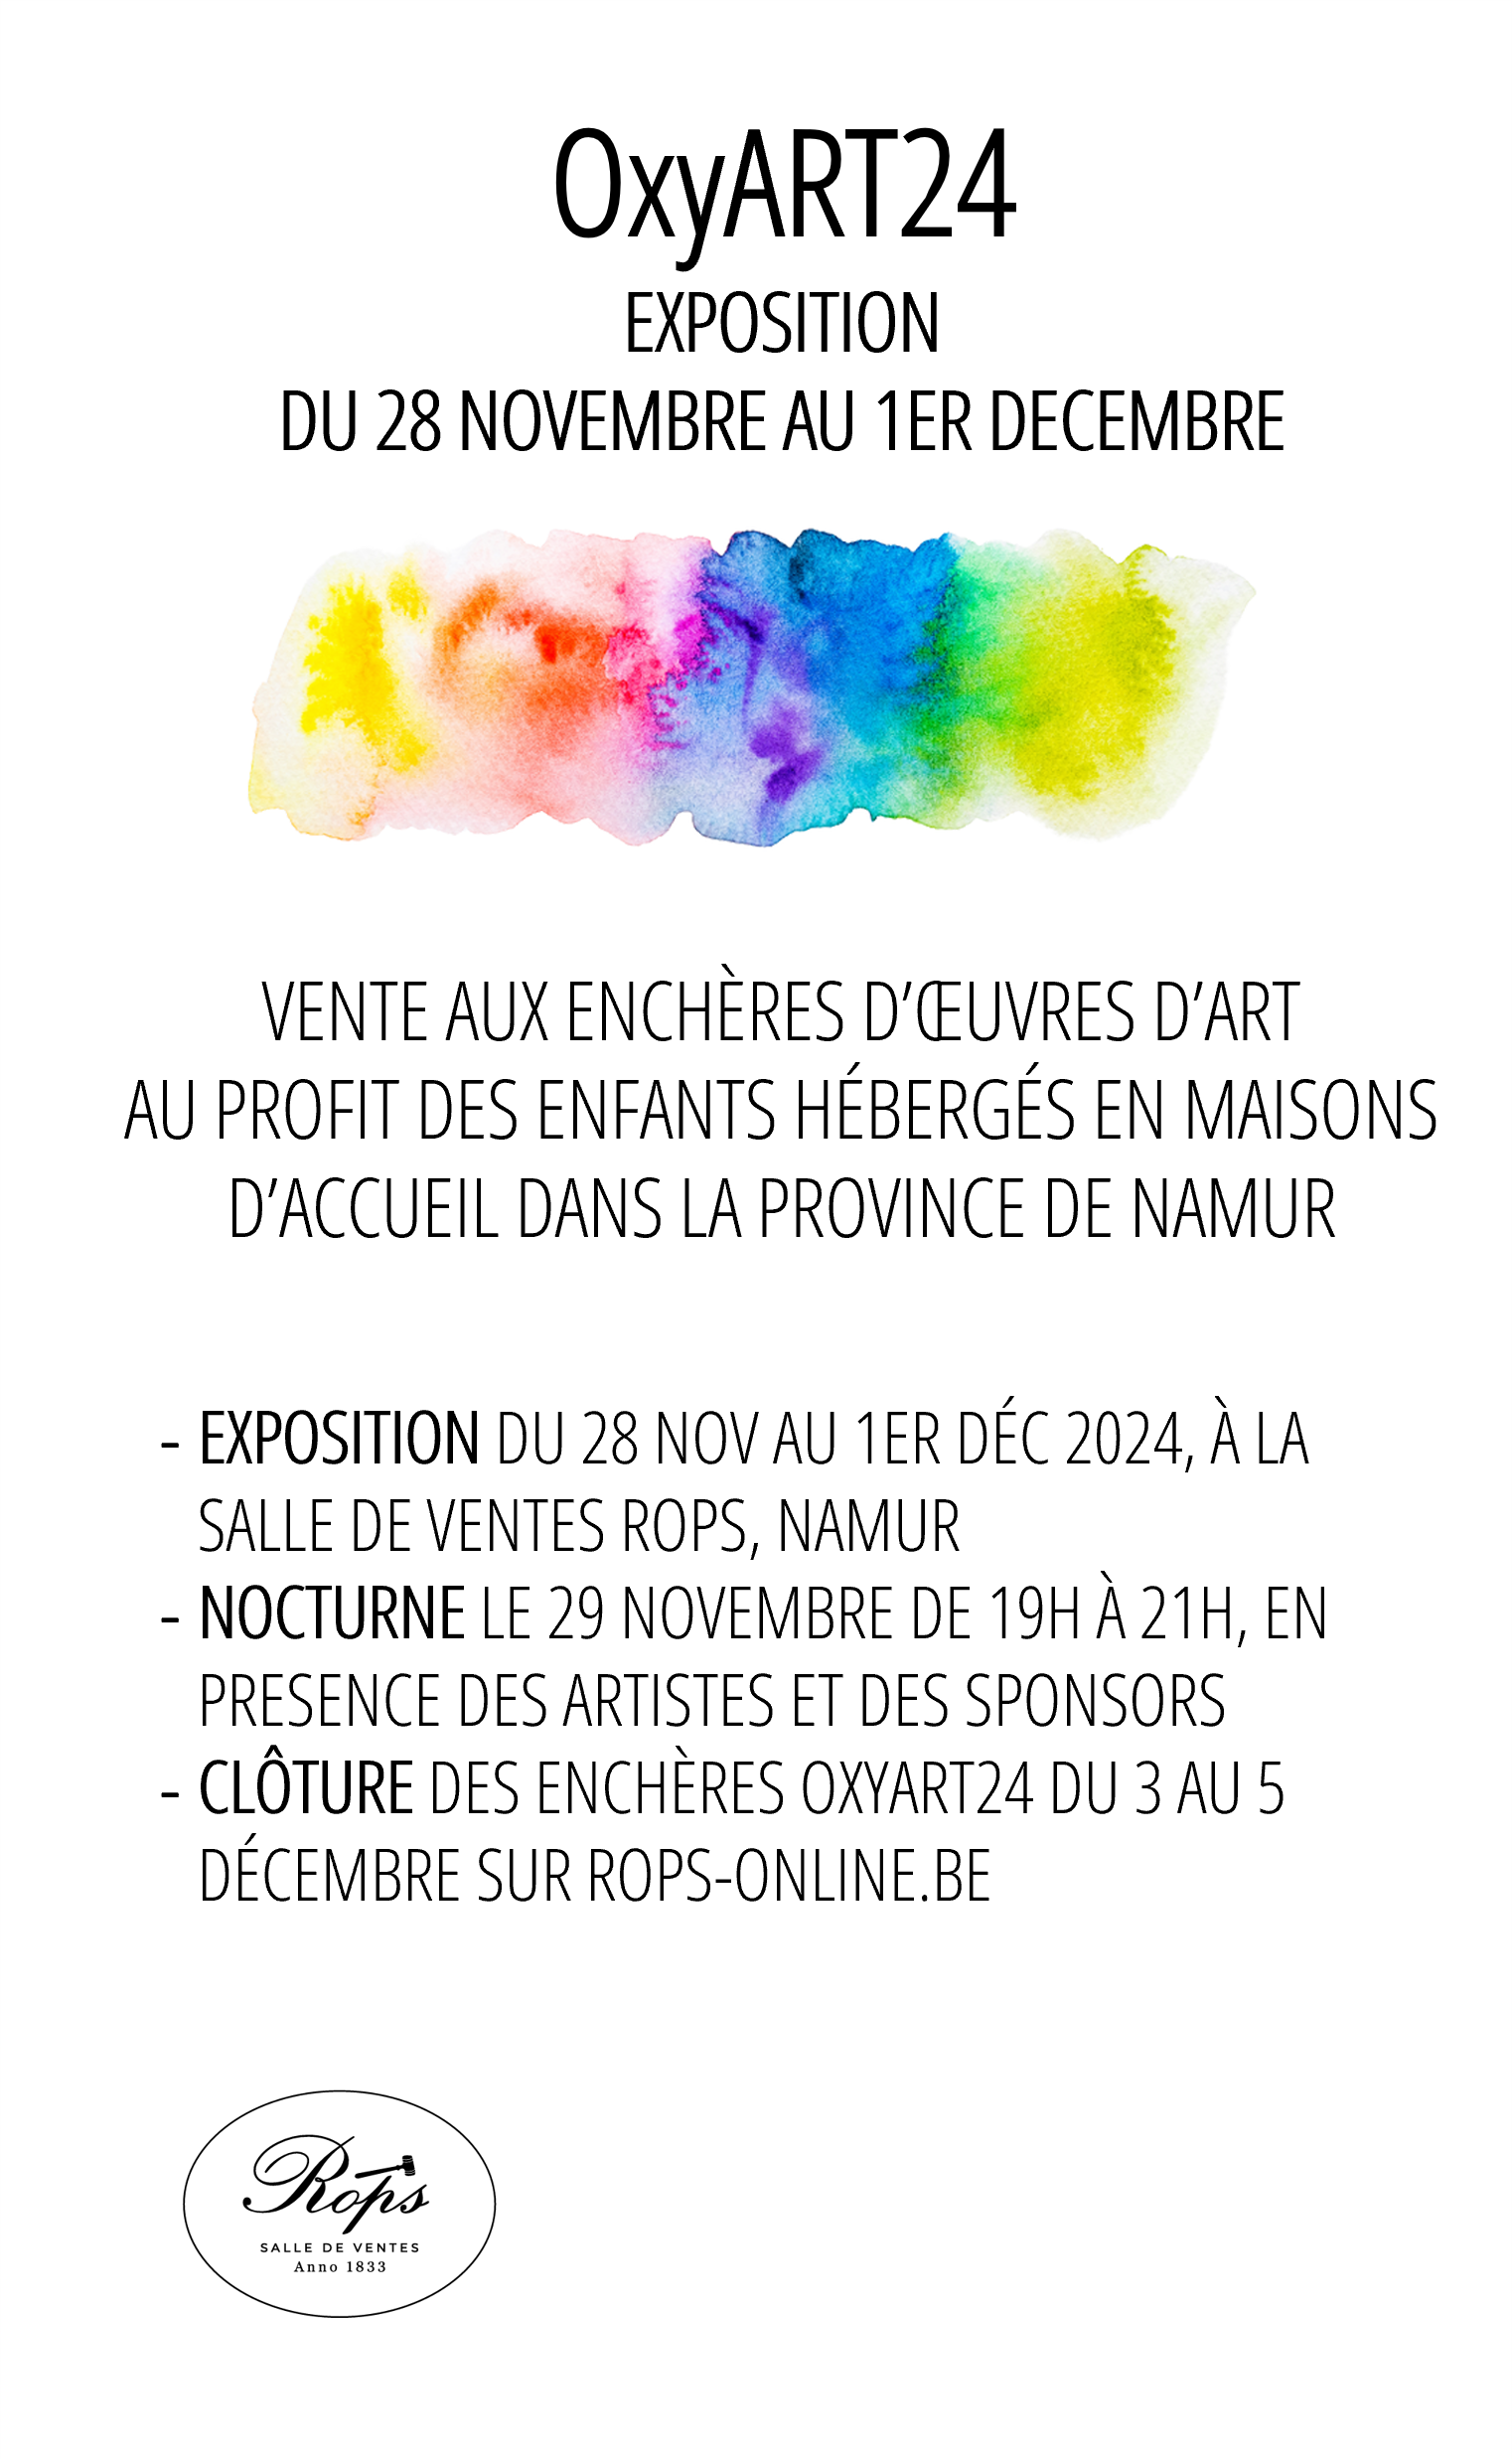 OxyART24
EXPOSITION
DU 28 NOVEMBRE AU 1ER DECEMBRE
VENTE AUX ENCHÈRES D’ŒUVRES D’ART
AU PROFIT DES ENFANTS HÉBERGÉS EN MAISONS
D’ACCUEIL DANS LA PROVINCE DE NAMUR
- EXPOSITION DU 28 NOV AU 1ER DÉC 2024, À LA
SALLE DE VENTES ROPS, NAMUR
- NOCTURNE LE 29 NOVEMBRE DE 19H À 21H, EN
PRESENCE DES ARTISTES ET DES SPONSORS
- CLÔTURE DES ENCHÈRES OXYART24 DU 3 AU 5
DÉCEMBRE SUR ROPS-ONLINE.BE
Rops
SALLE DE VENTES
Anno 1833